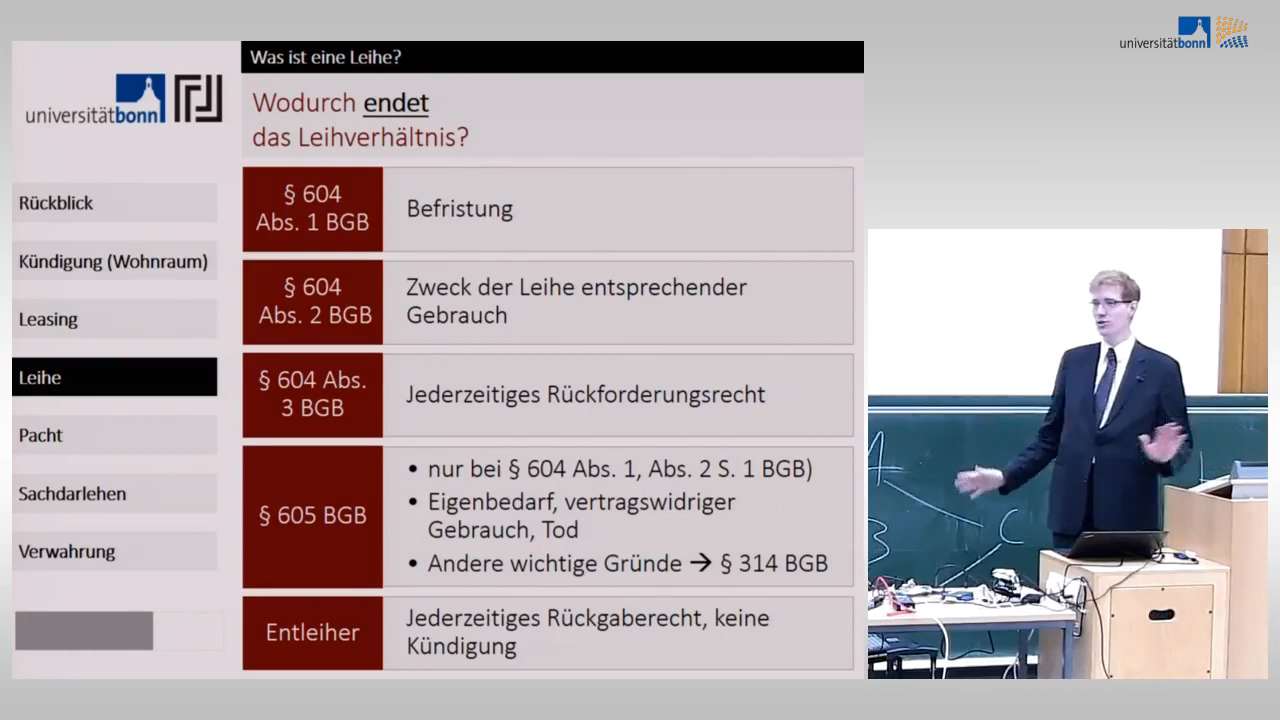 universitätbonn
Was ist eine Leihe?
universitätbonn
Wodurch endet
das Leihverhältnis?
Rückblick
Kündigung (Wohnraum)
Leasing
Leihe
Pacht
Sachdarlehen
Verwahrung
§ 604
Abs. 1 BGB
Befristung
§ 604
Abs. 2 BGB
Zweck der Leihe entsprechender
Gebrauch
§ 604 Abs.
3 BGB
Jederzeitiges Rückforderungsrecht
§ 605 BGB
• nur bei § 604 Abs. 1, Abs. 2 S. 1 BGB)
• Eigenbedarf, vertragswidriger
Gebrauch, Tod
• Andere wichtige Gründe → § 314 BGB
Entleiher
Jederzeitiges Rückgaberecht, keine
Kündigung
A
B
C